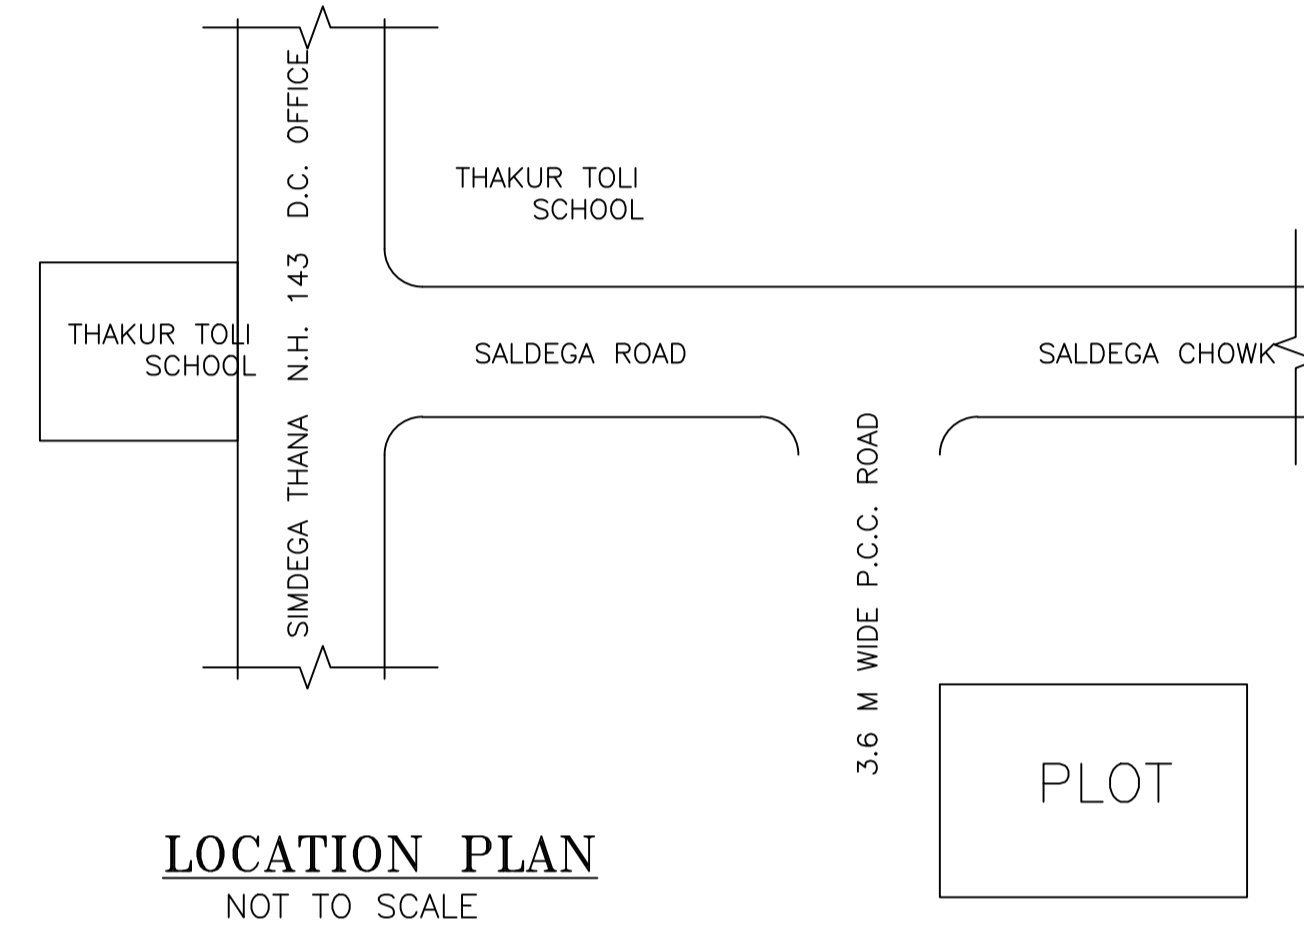 THAKUR TOLI
SCHOOL
THAKUR TOLI
SCHOOL
SIMDEGA THANA N.H. 143 D.C. OFFICE
SALDEGA ROAD
SALDEGA CHOWK
3.6 M WIDE P.C.C. ROAD
PLOT
LOCATION PLAN
NOT TO SCALE